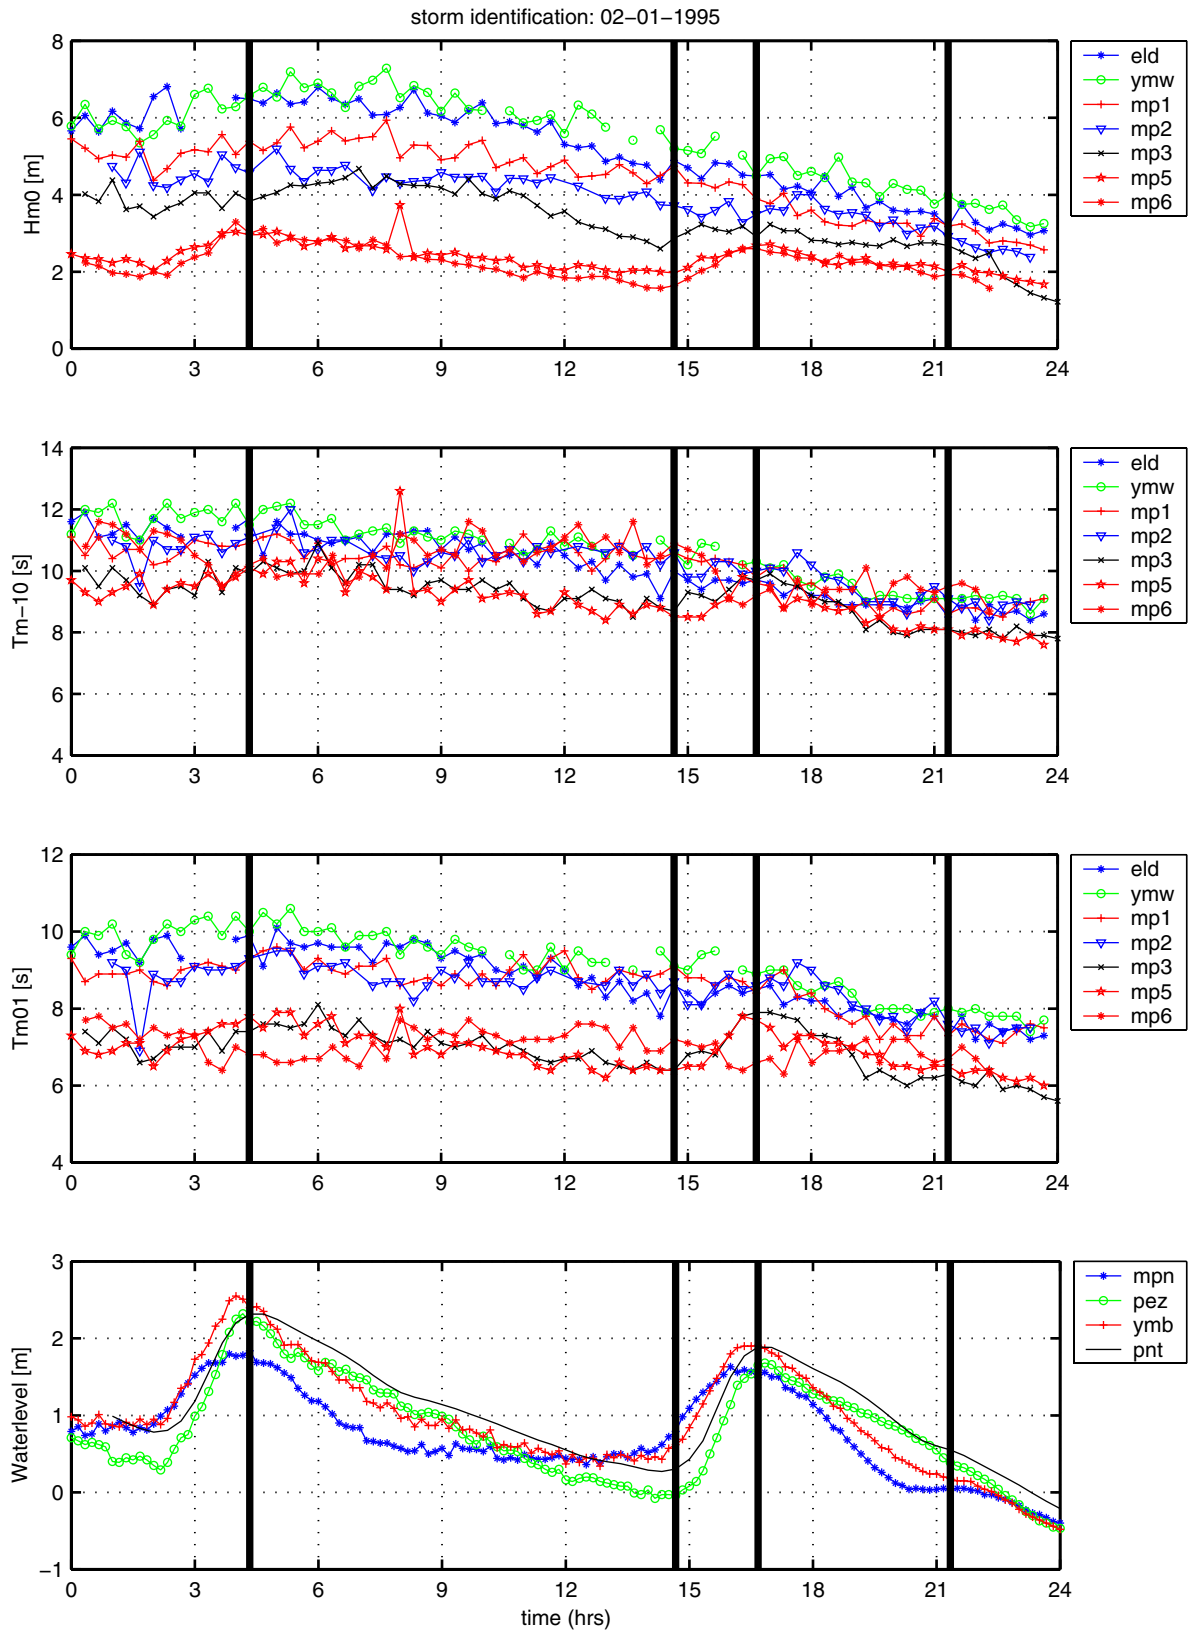 storm identification: 02−01−1995
8
6
4
2
0
Hm0 [m]
0 3 6 9 12 15 18 21 24
eld
ymw
mp1
mp2
mp3
mp5
mp6
14
12
10
8
6
4
Tm−10 [s]
0 3 6 9 12 15 18 21 24
eld
ymw
mp1
mp2
mp3
mp5
mp6
12
10
8
6
4
Tm01 [s]
0 3 6 9 12 15 18 21 24
eld
ymw
mp1
mp2
mp3
mp5
mp6
3
2
1
0
−1
Waterlevel [m]
0 3 6 9 12 15 18 21 24
time (hrs)
mpn
pez
ymb
pnt